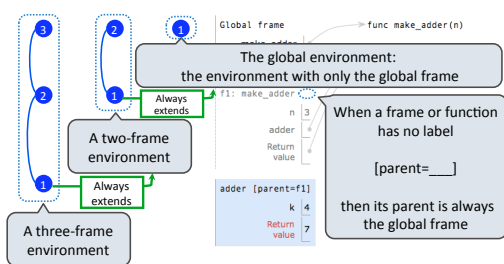 3
2
1
Global frame
func make_adder(n)
make_adder
The global environment:
the environment with only the global frame
2
1
Always
extends
f1: make_adder
n 3
adder
Return
value
When a frame or function
has no label
[parent=___]
then its parent is always
the global frame
A two-frame
environment
1
Always
extends
adder [parent=f1]
k 4
Return
value 7
A three-frame
environment